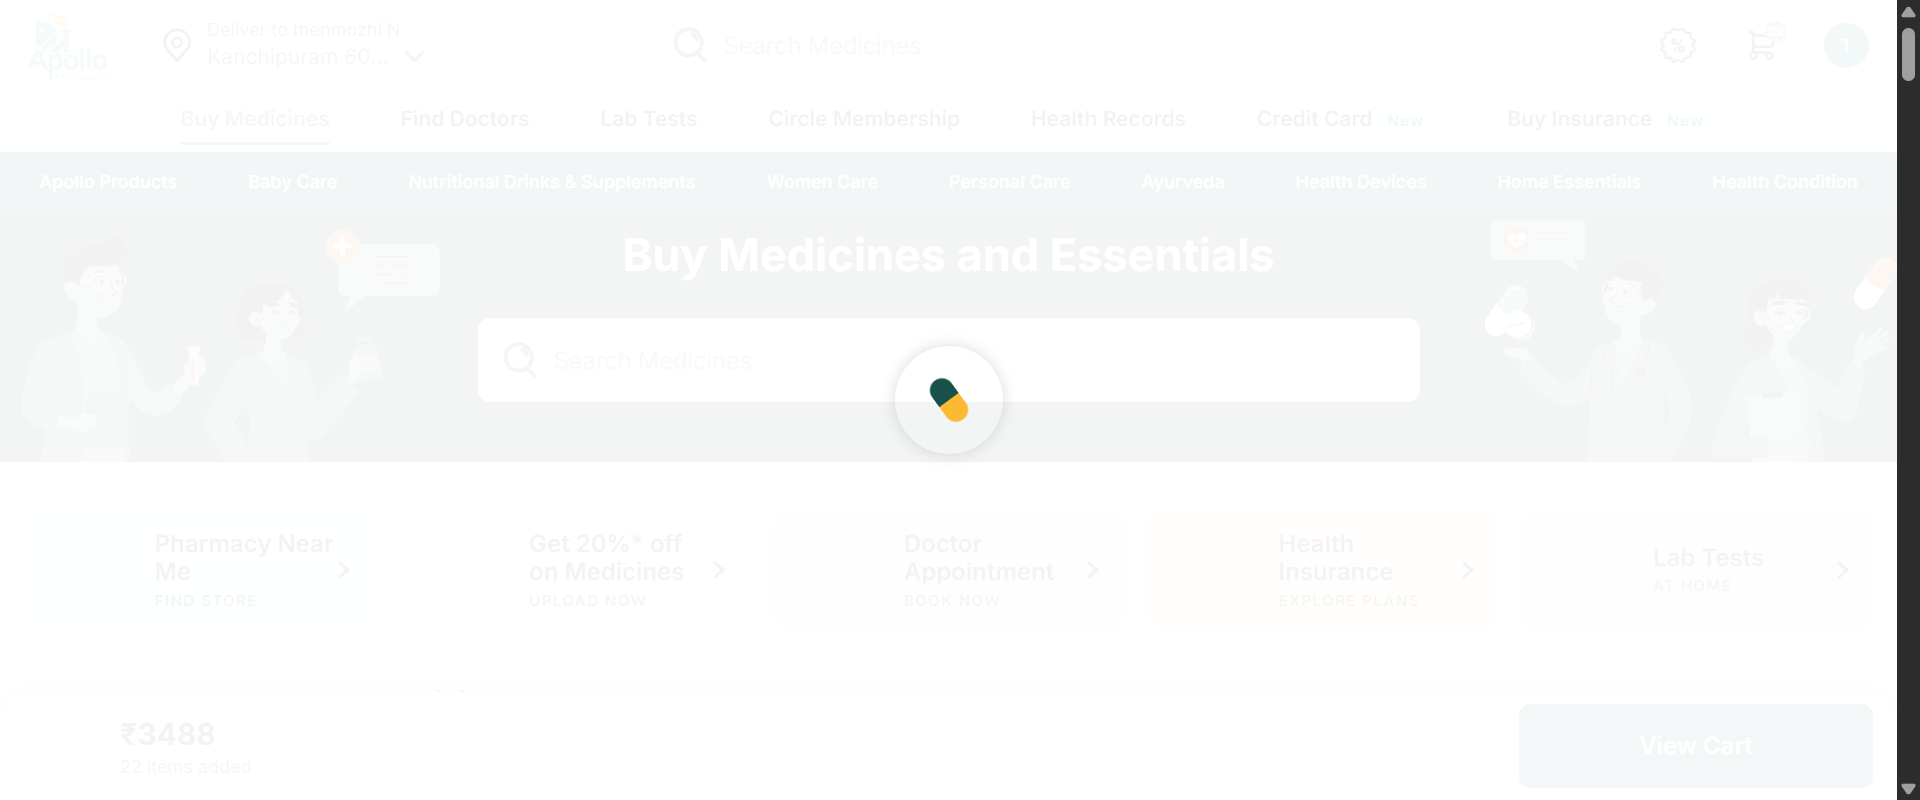 Apollo
Deliver to thenmozhi N
Kanchipuram 60...
Search Medicines
T
Buy Medicines
Find Doctors
Lab Tests
Circle Membership
Health Records
Credit Card New
Buy Insurance New
Apollo Products
Baby Care
Nutritional Drinks & Supplements
Women Care
Personal Care
Ayurveda
Health Devices
Home Essentials
Health Condition
Buy Medicines and Essentials
Search Medicines
Pharmacy Near
Me
FIND STORE
Get 20%* off
on Medicines
UPLOAD NOW
Doctor
Appointment
BOOK NOW
Health
Insurance
EXPLORE PLANS
Lab Tests
AT HOME
₹3488
22 Items added
View Cart